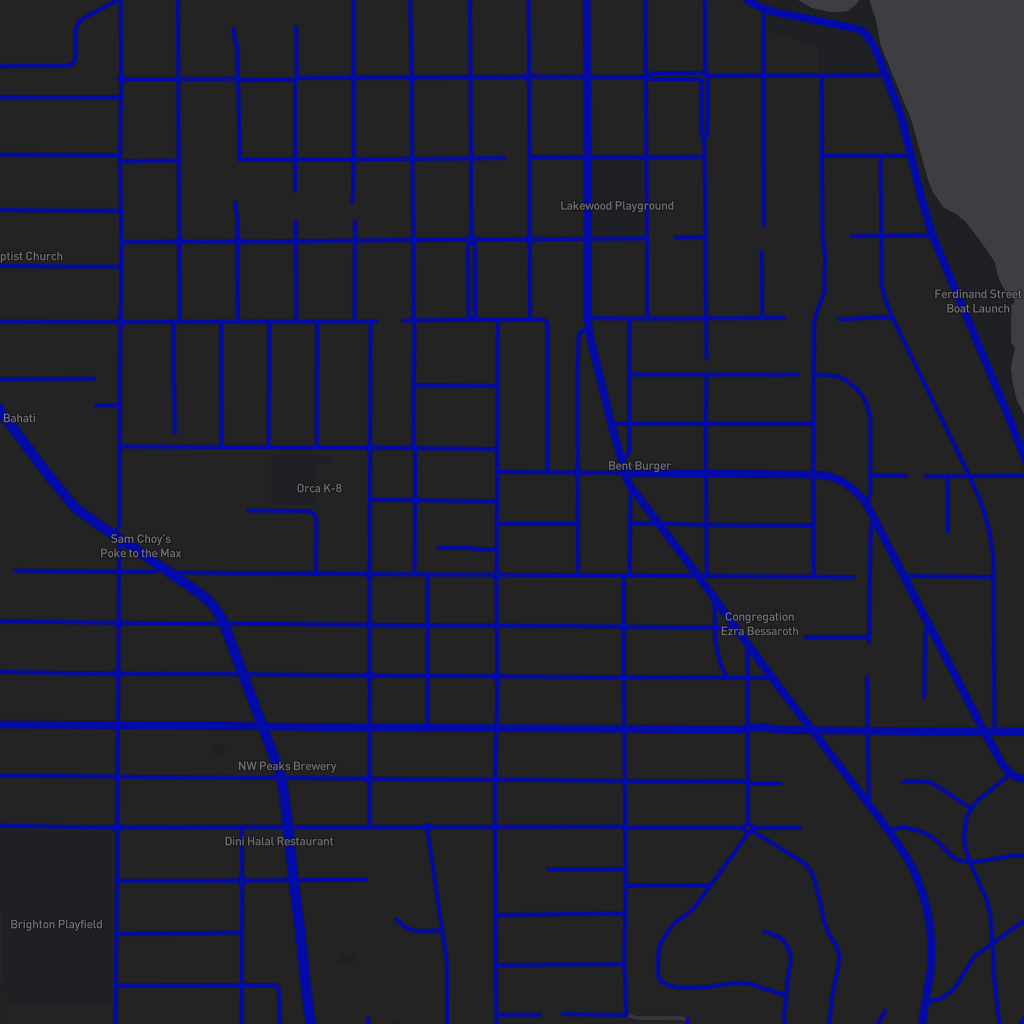 Lakewood Playground
ptist Church
Ferdinand Street
Boat Launch
Bahati
Bent Burger
Orca K-8
Sam Choy's
Poke to the Max
Congregation
Ezra Bessaroth
NW Peaks Brewery
Dini Halal Restaurant
Brighton Playfield